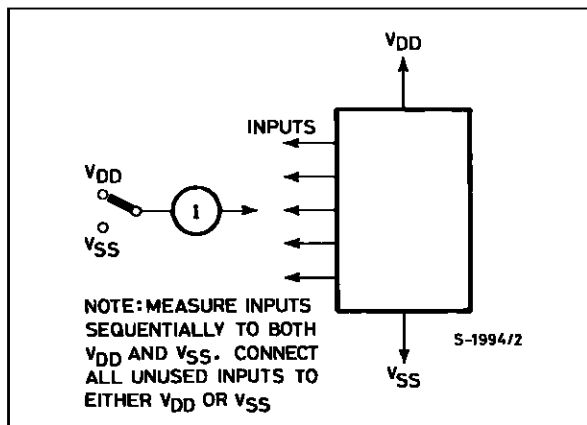 VDD
INPUTS
VDD
I
VSS
NOTE: MEASURE INPUTS
SEQUENTIALLY TO BOTH
VDD AND VSS. CONNECT
ALL UNUSED INPUTS TO
EITHER VDD OR VSS
S-1994/2
VSS